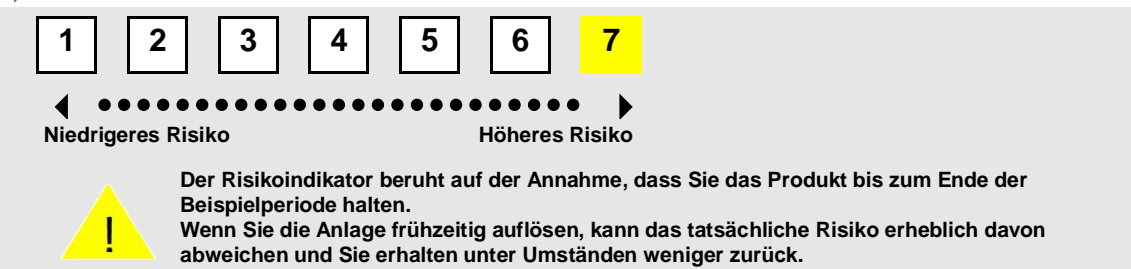 1 2 3 4 5 6 7
Niedrigeres Risiko Höheres Risiko
Der Risikoindikator beruht auf der Annahme, dass Sie das Produkt bis zum Ende der
Beispielperiode halten.
Wenn Sie die Anlage frühzeitig auflösen, kann das tatsächliche Risiko erheblich davon
abweichen und Sie erhalten unter Umständen weniger zurück.
!